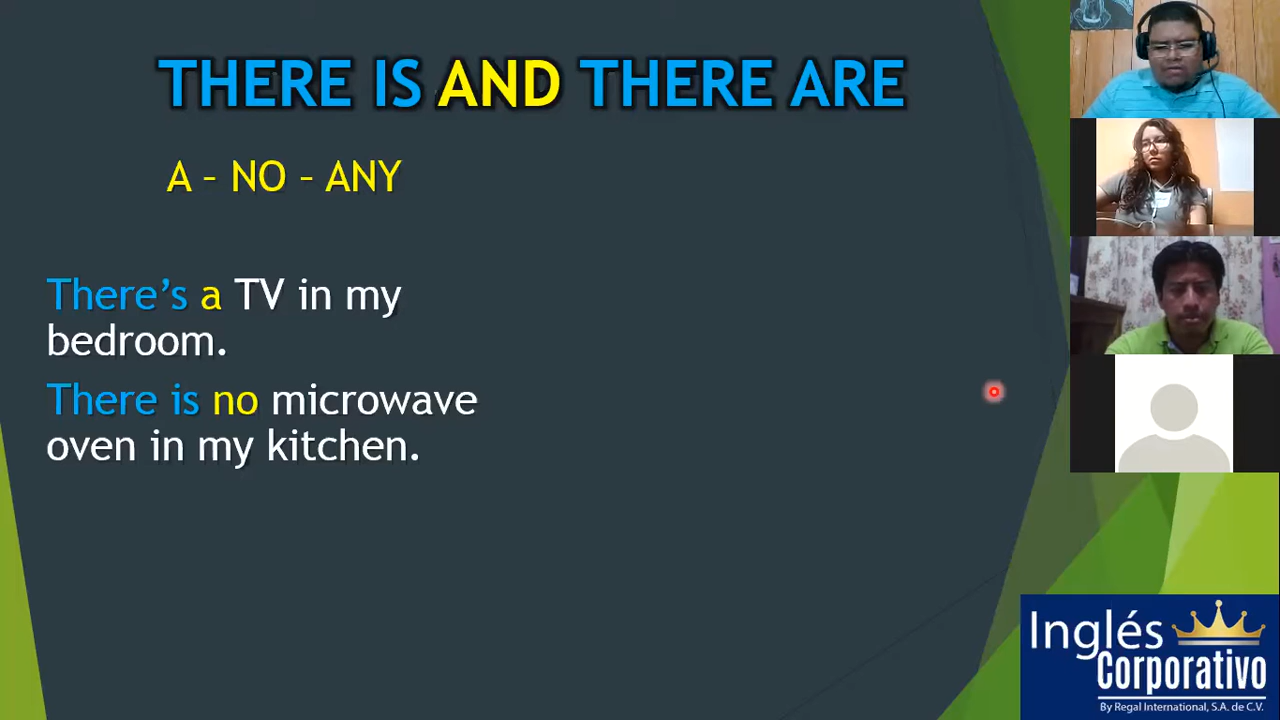 THERE IS AND THERE ARE
A – NO – ANY
There’s a TV in my
bedroom.
There is no microwave
oven in my kitchen.
Inglés
Corporativo
By Regal International, S.A. de C.V.